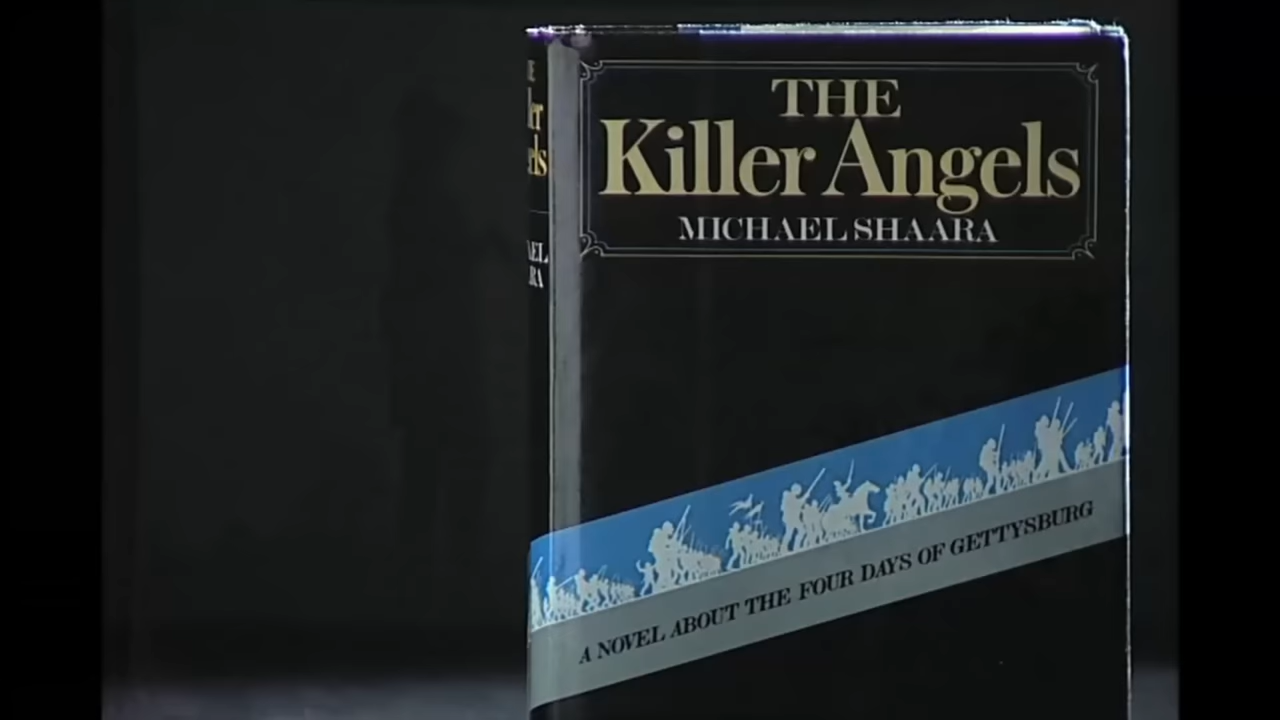 THE
Killer Angels
MICHAEL SHAARA
A NOVEL ABOUT THE FOUR DAYS OF GETTYSBURG